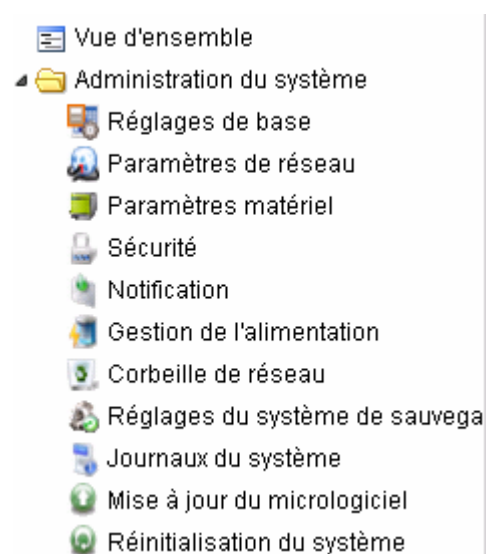 Vue d'ensemble
Administration du système
Réglages de base
Paramètres de réseau
Paramètres matériel
Sécurité
Notification
Gestion de l'alimentation
Corbeille de réseau
Réglages du système de sauvega
Journaux du système
Mise à jour du micrologiciel
Réinitialisation du système